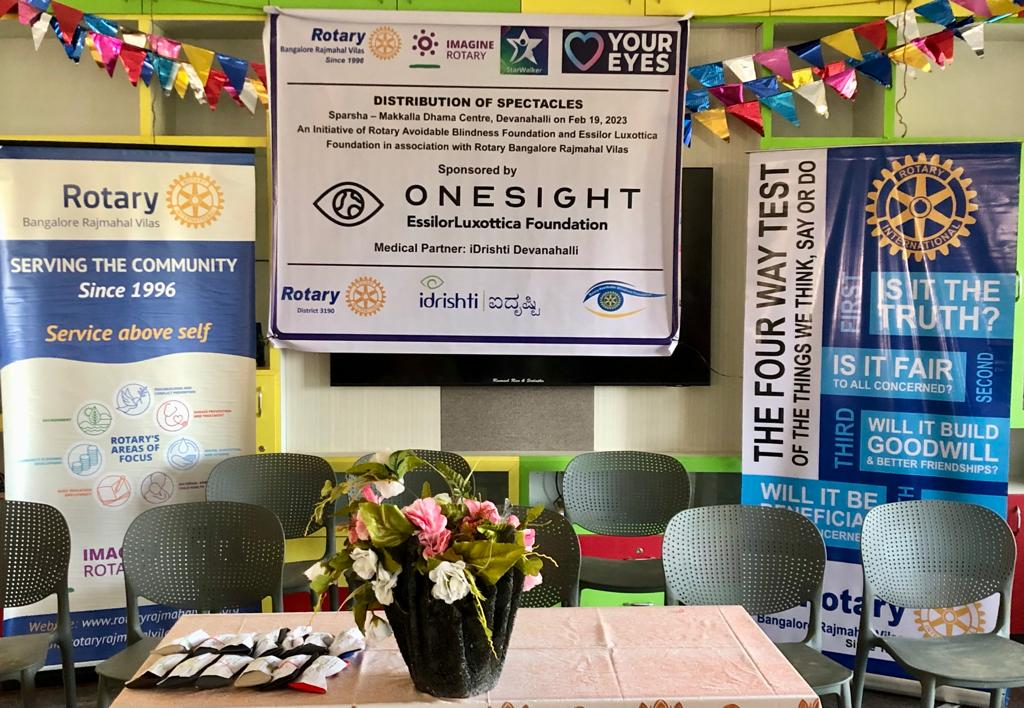 Rotary
Bangalore Rajmahal Vilas
Since 1996
IMAGINE
ROTARY
StarWalker
YOUR
EYES
DISTRIBUTION OF SPECTACLES
Sparsha – Makkalla Dhama Centre, Devanahalli on Feb 19, 2023
An Initiative of Rotary Avoidable Blindness Foundation and Essilor Luxottica
Foundation in association with Rotary Bangalore Rajmahal Vilas
Sponsored by
ONESIGHT
EssilorLuxottica Foundation
Medical Partner: iDrishti Devanahalli
Rotary
District 3190
idrishti | ಐದೃಷ್ಟಿ
Rotary
Bangalore Rajmahal Vilas
SERVING THE COMMUNITY
Since 1996
Service above self
ROTARY'S
AREAS OF
FOCUS
IMAG
ROTA
Website: www.rotaryrajmah
THE FOUR WAY TEST
OF THE THINGS WE THINK, SAY OR DO
ROTARY
INTERNATIONAL
FIRST
IS IT THE
TRUTH?
IS IT FAIR
TO ALL CONCERNED?
SECOND
THIRD
WILL IT BUILD
GOODWILL
& BETTER FRIENDSHIPS?
WILL IT BE
BENEFICIA
otary
Bangalore Rajmahal Vilas